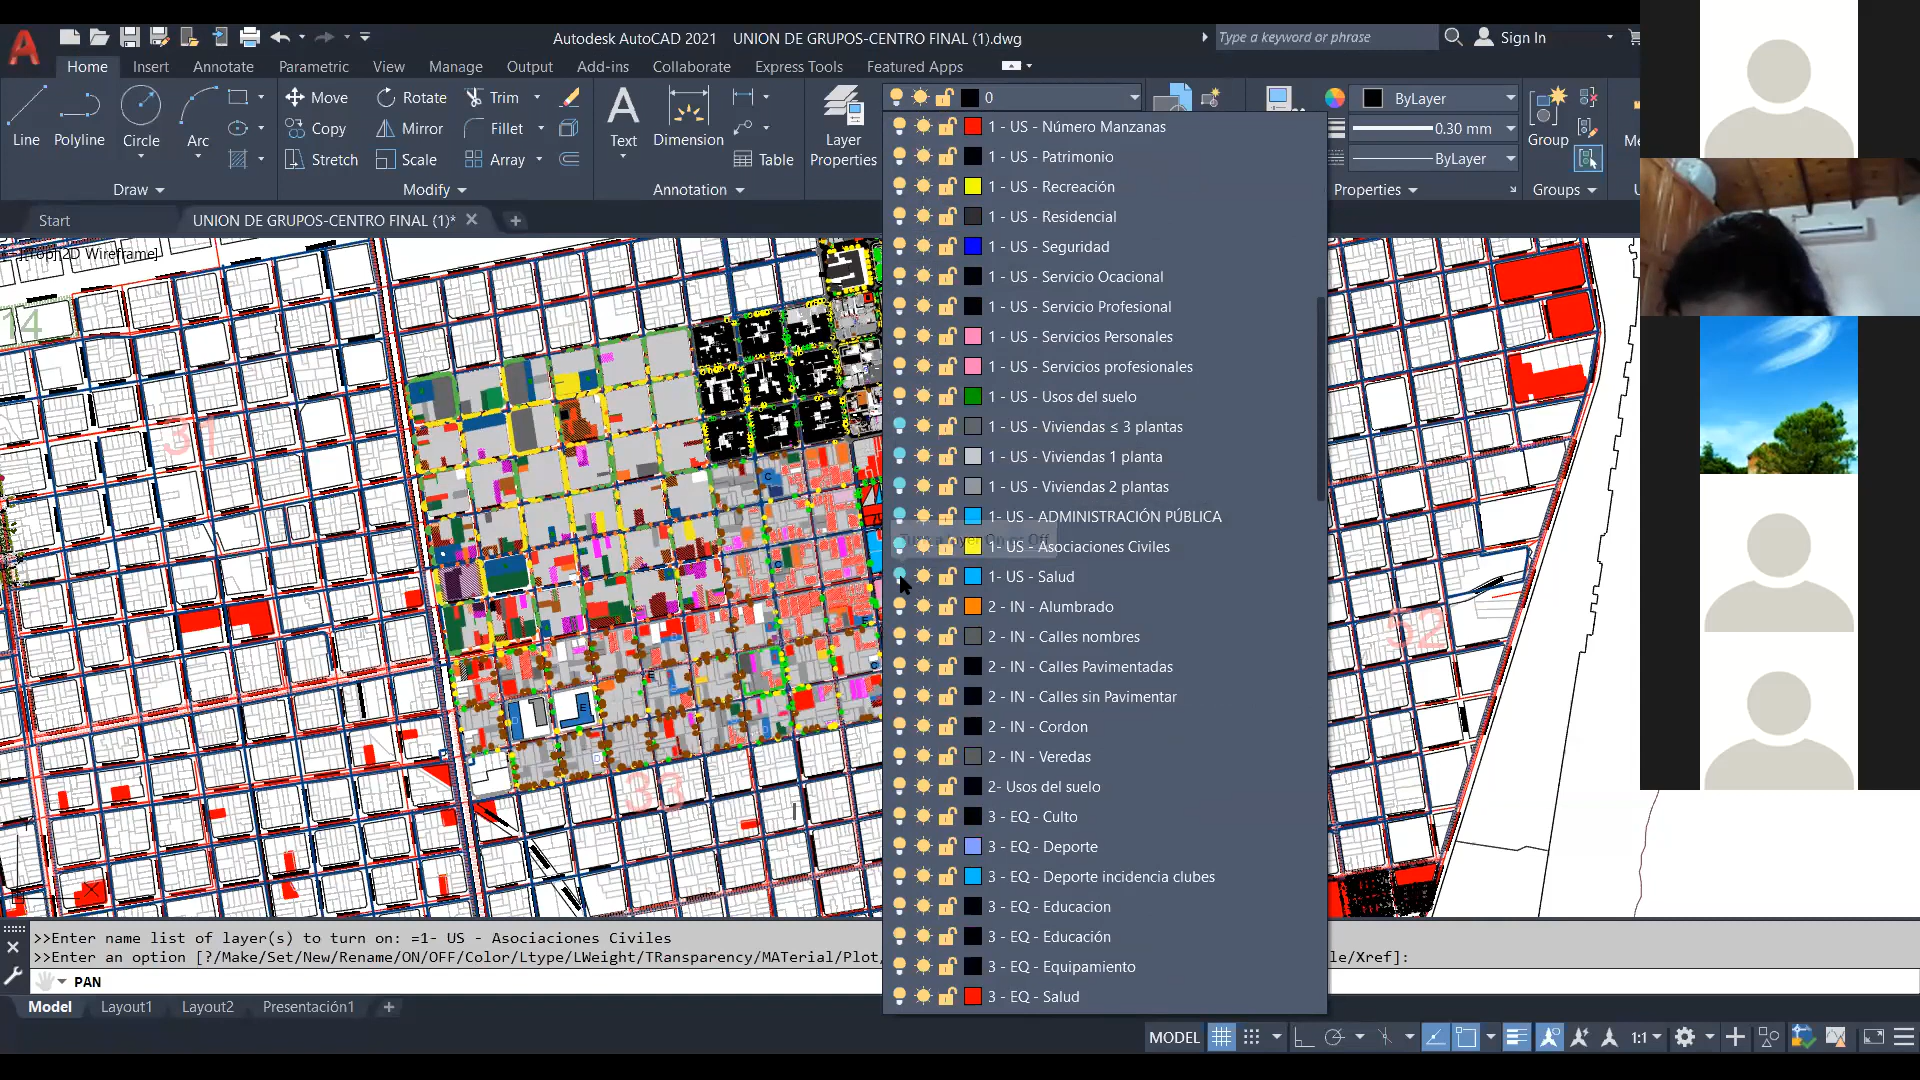 Autodesk AutoCAD 2021 UNION DE GRUPOS-CENTRO FINAL (1).dwg
Type a keyword or phrase
Sign In
Home Insert Annotate Parametric View Manage Output Add-ins Collaborate Express Tools Featured Apps
Line
Polyline
Circle
Arc
Draw
Move
Rotate
Trim
Copy
Mirror
Fillet
Stretch
Scale
Array
Modify
Text
Dimension
Table
Annotation
Layer
Properties
0
ByLayer
0.30 mm
ByLayer
Properties
Group
Groups
Start
UNION DE GRUPOS-CENTRO FINAL (1)*
[Top][2D Wireframe]
14
31
33
52
1 - US - Número Manzanas
1 - US - Patrimonio
1 - US - Recreación
1 - US - Residencial
1 - US - Seguridad
1 - US - Servicio Ocacional
1 - US - Servicio Profesional
1 - US - Servicios Personales
1 - US - Servicios profesionales
1 - US - Usos del suelo
1 - US - Viviendas ≤ 3 plantas
1 - US - Viviendas 1 planta
1 - US - Viviendas 2 plantas
1- US - ADMINISTRACIÓN PÚBLICA
1- US - Asociaciones Civiles
1- US - Salud
2 - IN - Alumbrado
2 - IN - Calles nombres
2 - IN - Calles Pavimentadas
2 - IN - Calles sin Pavimentar
2 - IN - Cordon
2 - IN - Veredas
2- Usos del suelo
3 - EQ - Culto
3 - EQ - Deporte
3 - EQ - Deporte incidencia clubes
3 - EQ - Educacion
3 - EQ - Educación
3 - EQ - Equipamiento
3 - EQ - Salud
>>Enter name list of layer(s) to turn on: =1- US - Asociaciones Civiles
>>Enter an option [?/Make/Set/New/Rename/ON/OFF/Color/Ltype/LWeight/TRansparency/MATerial/Plot/
le/Xref]:
PAN
Model Layout1 Layout2 Presentación1
MODEL
1:1